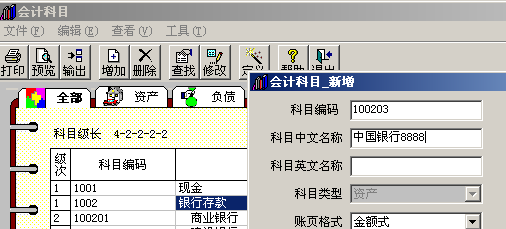 会计科目
文件(F) 编辑(E) 查看(V) 工具(T)
打印 预览 输出 增加 删除 查找 修改 定义 帮助 退出
会计科目_新增
全部 资产 负债
科目编码 100203
科目级长 4-2-2-2-2
科目中文名称 中国银行8888
级次 科目编码
科目英文名称
1 1001 现金
科目类型 资产
1 1002 银行存款
2 100201 商业银行
账页格式 金额式